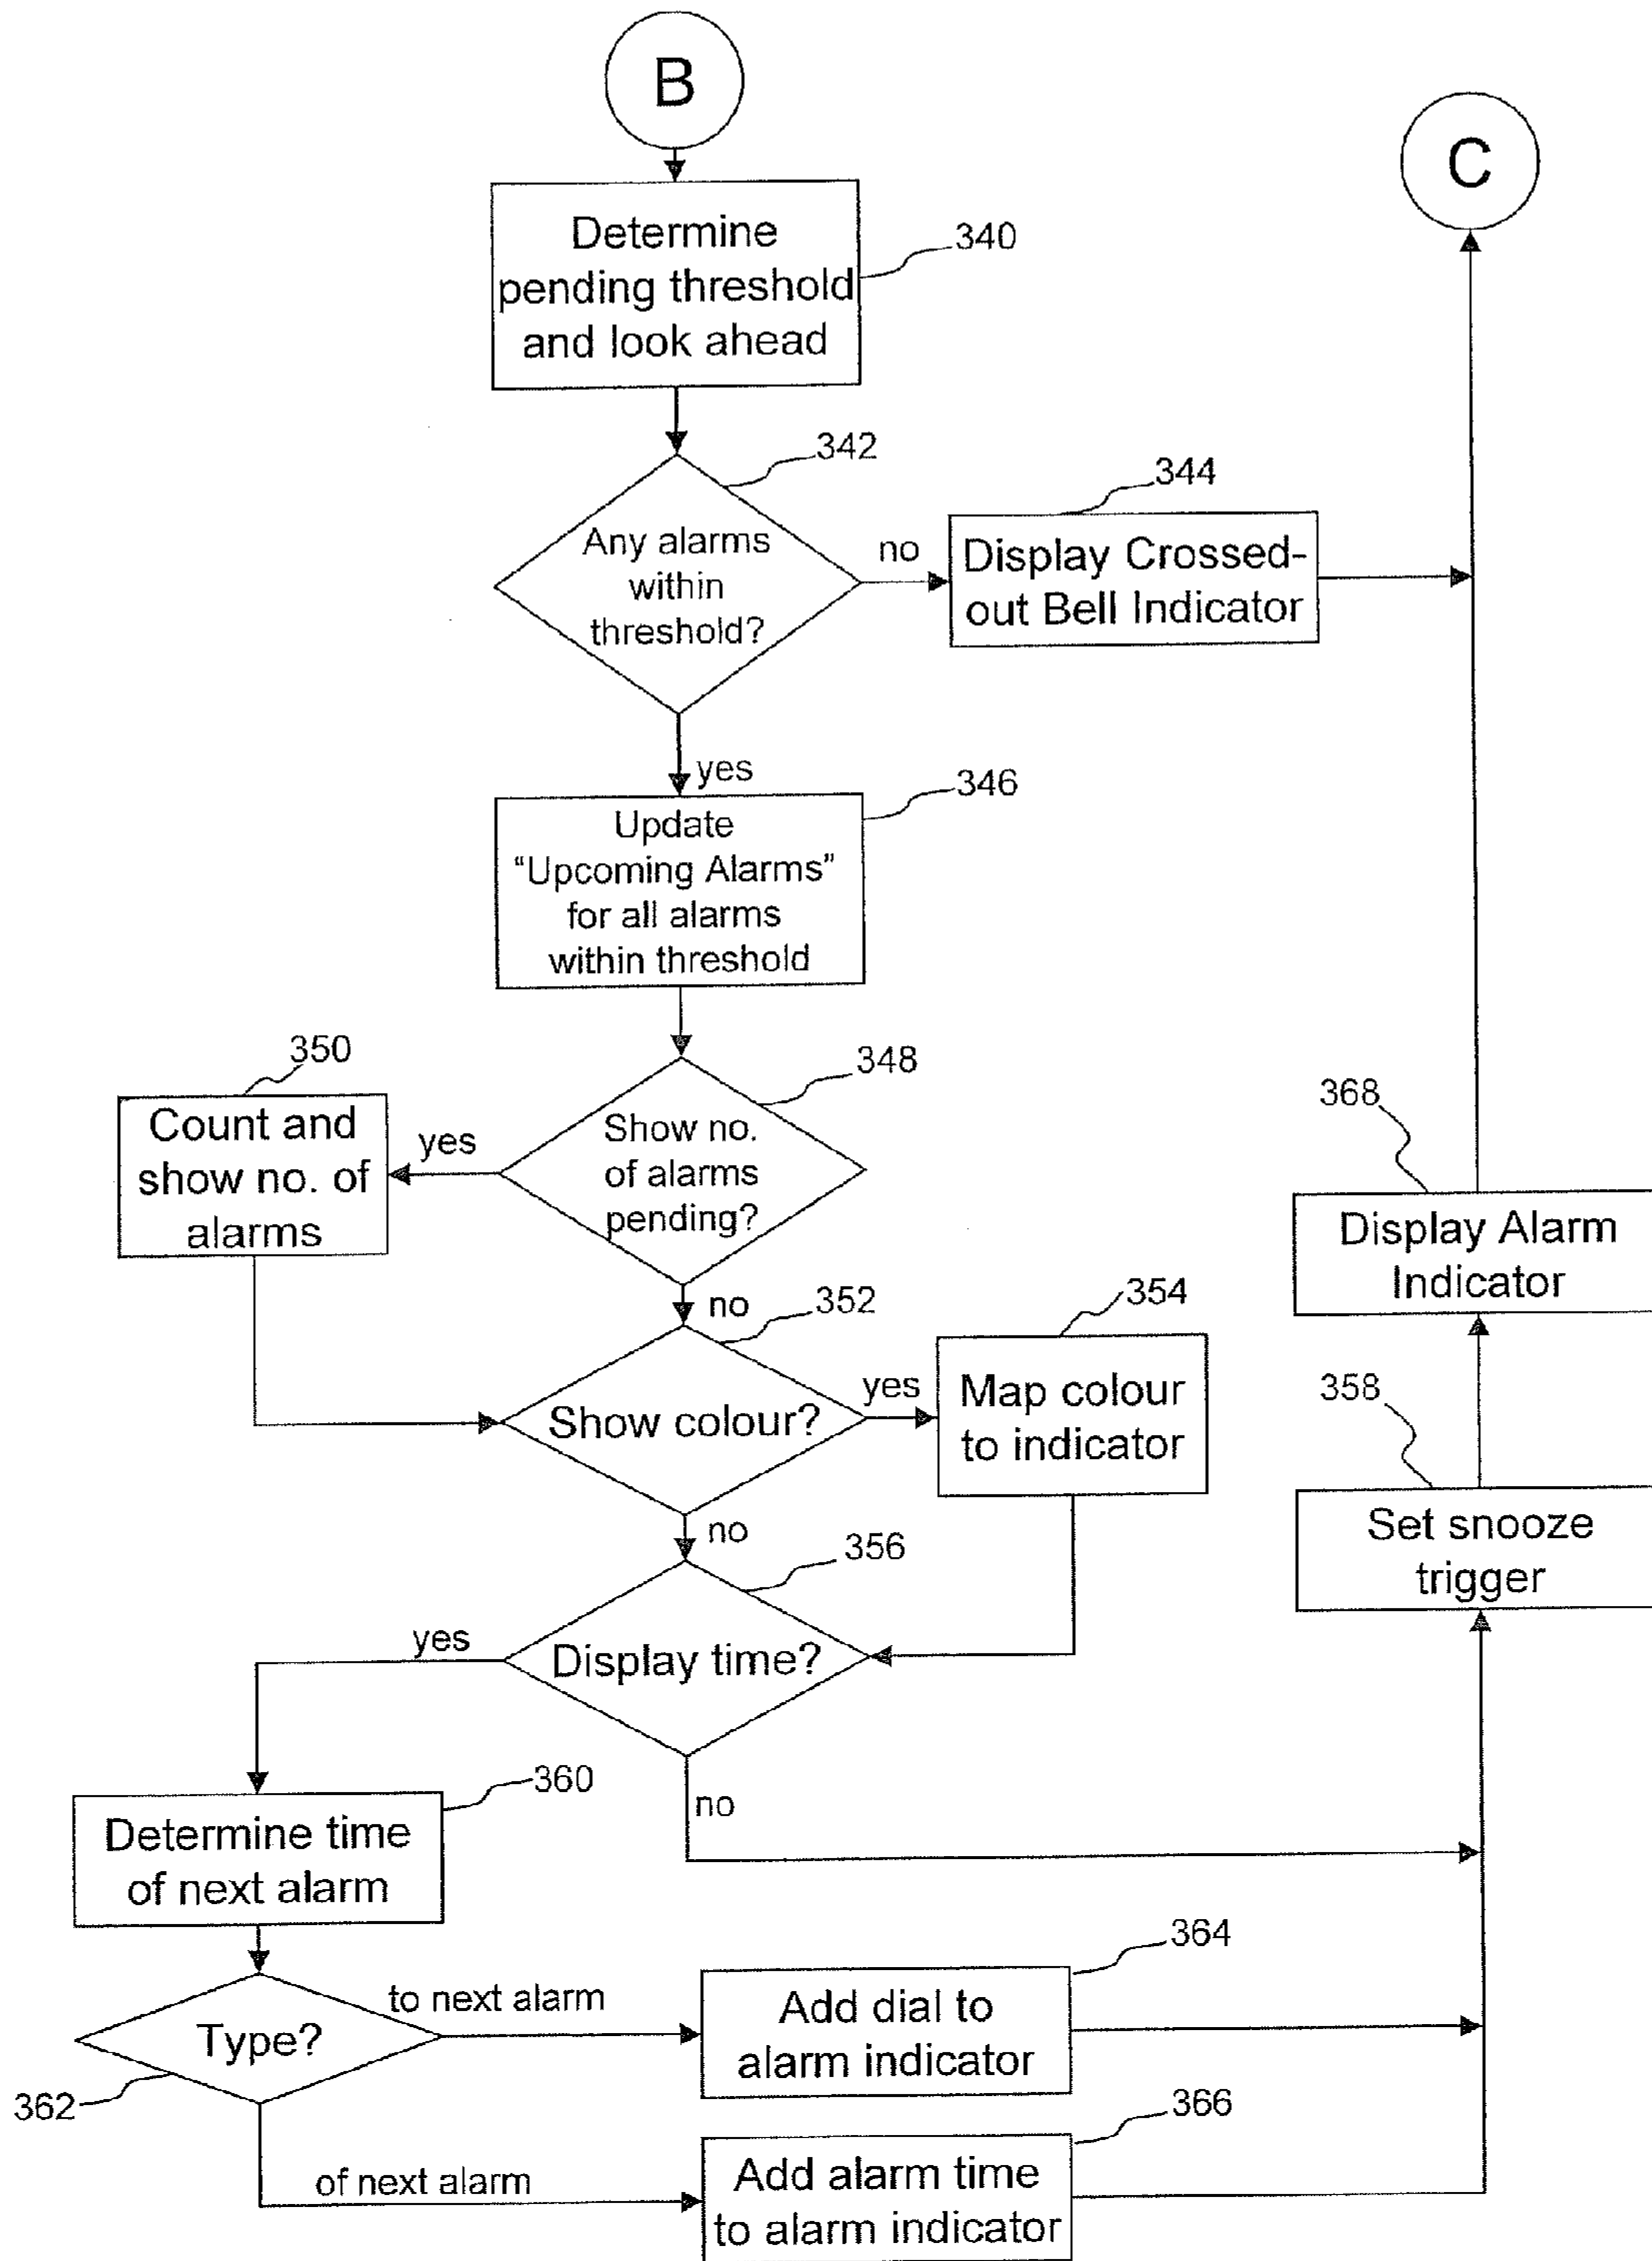 B
C
Determine
pending threshold
and look ahead
340
342
Any alarms
within
threshold?
no
344
Display Crossed-
out Bell Indicator
yes
346
Update
“Upcoming Alarms”
for all alarms
within threshold
348
Show no.
of alarms
pending?
yes
350
Count and
show no. of
alarms
no
352
Show colour?
yes
354
Map colour
to indicator
no
356
Display time?
yes
no
368
Display Alarm
Indicator
358
Set snooze
trigger
360
Determine time
of next alarm
Type?
362
to next alarm
364
Add dial to
alarm indicator
of next alarm
366
Add alarm time
to alarm indicator